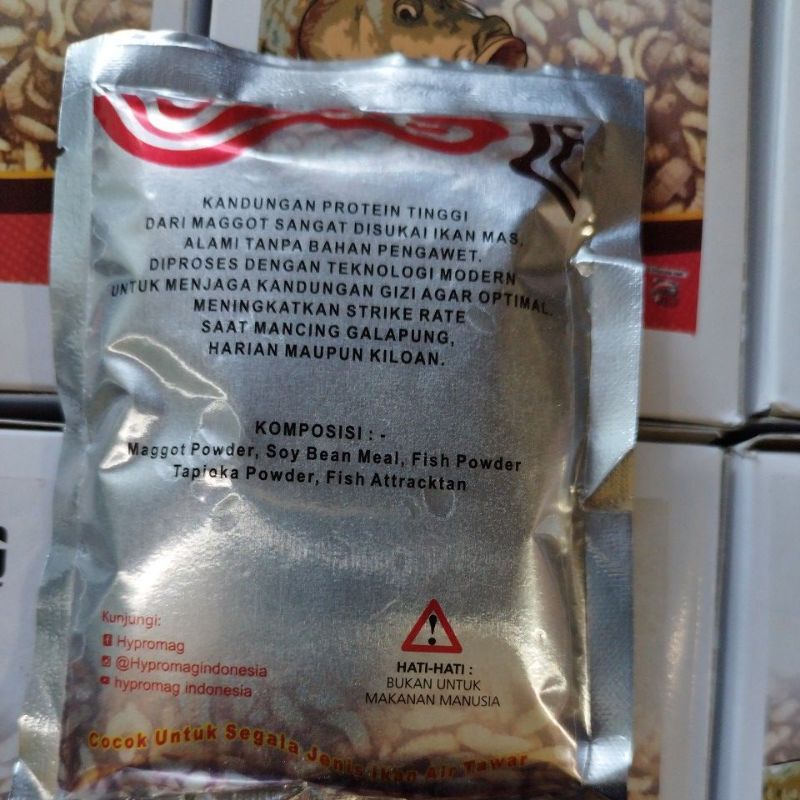 KANDUNGAN PROTEIN TINGGI
DARI MAGGOT SANGAT DISUKAI IKAN MAS.
ALAMI TANPA BAHAN PENGAWET.
DIPROSES DENGAN TEKNOLOGI MODERN
UNTUK MENJAGA KANDUNGAN GIZI AGAR OPTIMAL.
MENINGKATKAN STRIKE RATE
SAAT MANCING GALAPUNG,
HARIAN MAUPUN KILOAN.
KOMPOSISI : -
Maggot Powder, Soy Bean Meal, Fish Powder
Tapioka Powder, Fish Attracktan
Kunjungi:
Hypromag
@Hypromagindonesia
hypromag indonesia
HATI-HATI :
BUKAN UNTUK
MAKANAN MANUSIA
Cocok Untuk Segala Jenis Ikan Air Tawar